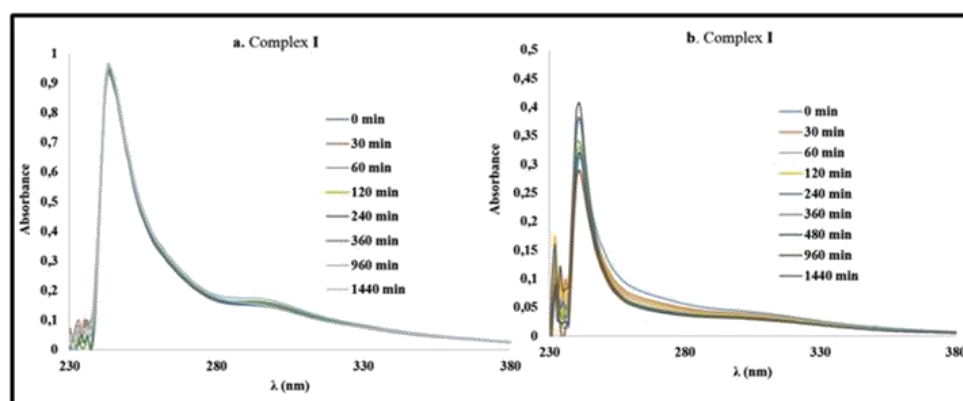 a. Complex I
1
0,9
0,8
0,7
0,6
0,5
0,4
0,3
0,2
0,1
0
Absorbance
230
280
330
380
λ (nm)
0 min
30 min
60 min
120 min
240 min
360 min
960 min
1440 min
b. Complex I
0,5
0,45
0,4
0,35
0,3
0,25
0,2
0,15
0,1
0,05
0
Absorbance
230
280
330
380
λ (nm)
0 min
30 min
60 min
120 min
240 min
360 min
480 min
960 min
1440 min